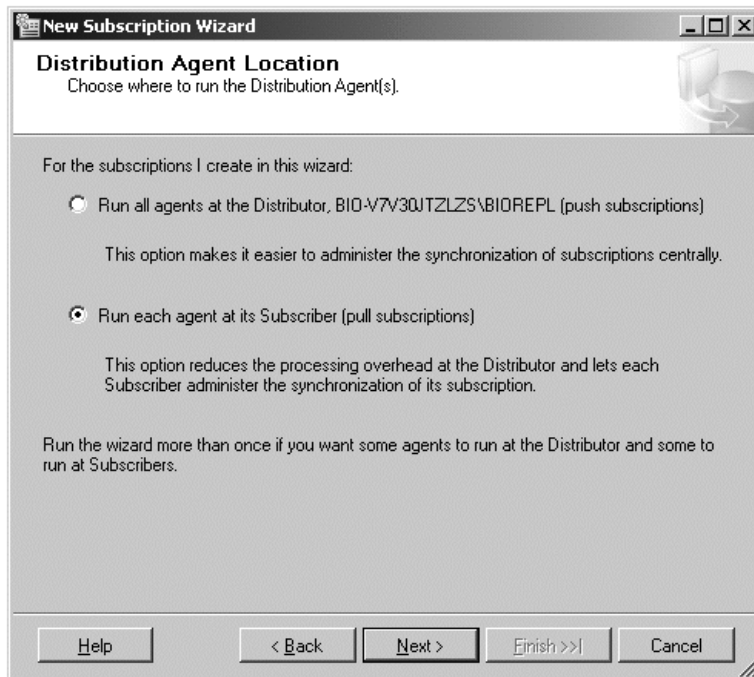 New Subscription Wizard
Distribution Agent Location
Choose where to run the Distribution Agent(s).
For the subscriptions I create in this wizard:
Run all agents at the Distributor, BIO-V7V30JTZLZS\BIOREPL (push subscriptions)
This option makes it easier to administer the synchronization of subscriptions centrally.
Run each agent at its Subscriber (pull subscriptions)
This option reduces the processing overhead at the Distributor and lets each
Subscriber administer the synchronization of its subscription.
Run the wizard more than once if you want some agents to run at the Distributor and some to
run at Subscribers.
Help
< Back
Next >
Finish >>|
Cancel